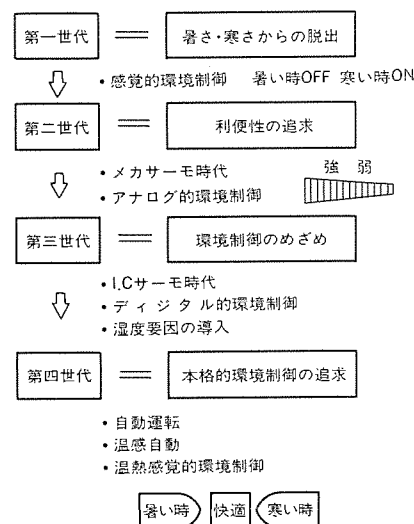 第一世代 暑さ・寒さからの脱出
・感覚的環境制御 暑い時OFF 寒い時ON
第二世代 利便性の追求
・メカサーモ時代
強 弱
・アナログ的環境制御
第三世代 環境制御のめざめ
・I.Cサーモ時代
・ディジタル的環境制御
・湿度要因の導入
第四世代 本格的環境制御の追求
・自動運転
・温感自動
・温熱感覚的環境制御
暑い時 快適 寒い時